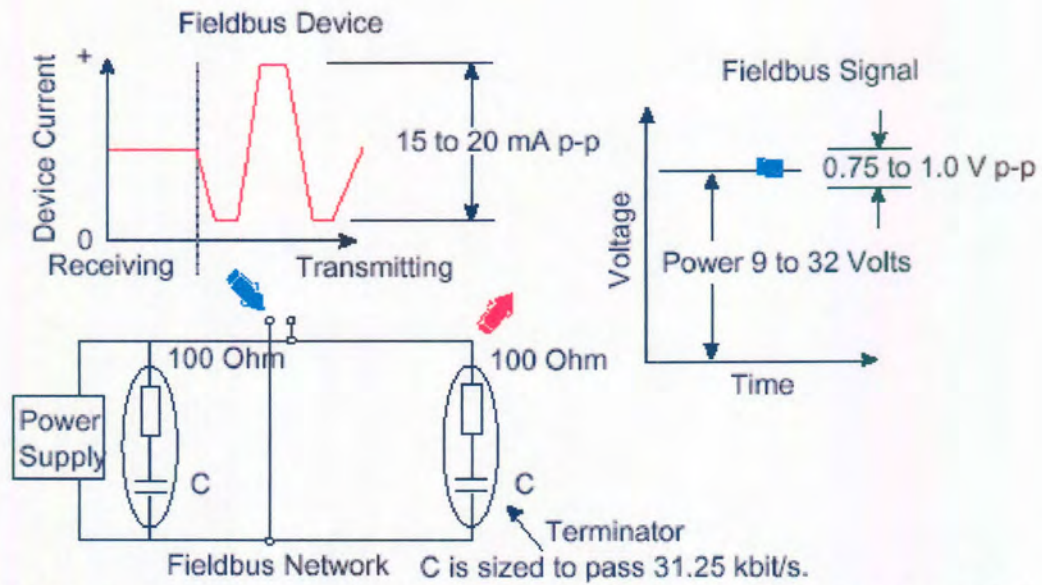 Fieldbus Device
+
Device Current
15 to 20 mA p-p
0
Receiving
Transmitting
Fieldbus Signal
Voltage
0.75 to 1.0 V p-p
Power 9 to 32 Volts
Time
100 Ohm
100 Ohm
Power
Supply
C
C
Terminator
Fieldbus Network
C is sized to pass 31.25 kbit/s.